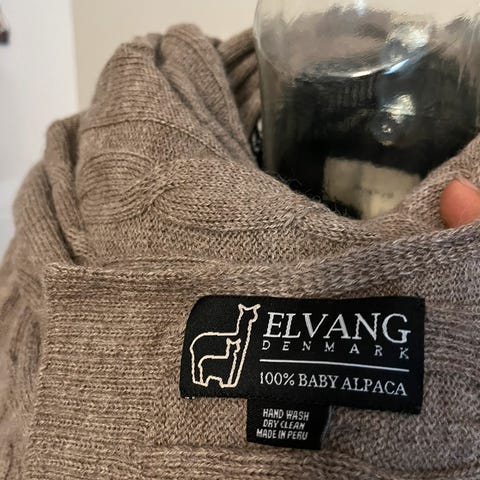 ELVANG
DENMARK
100% BABY ALPACA
HAND WASH
DRY CLEAN
MADE IN PERU